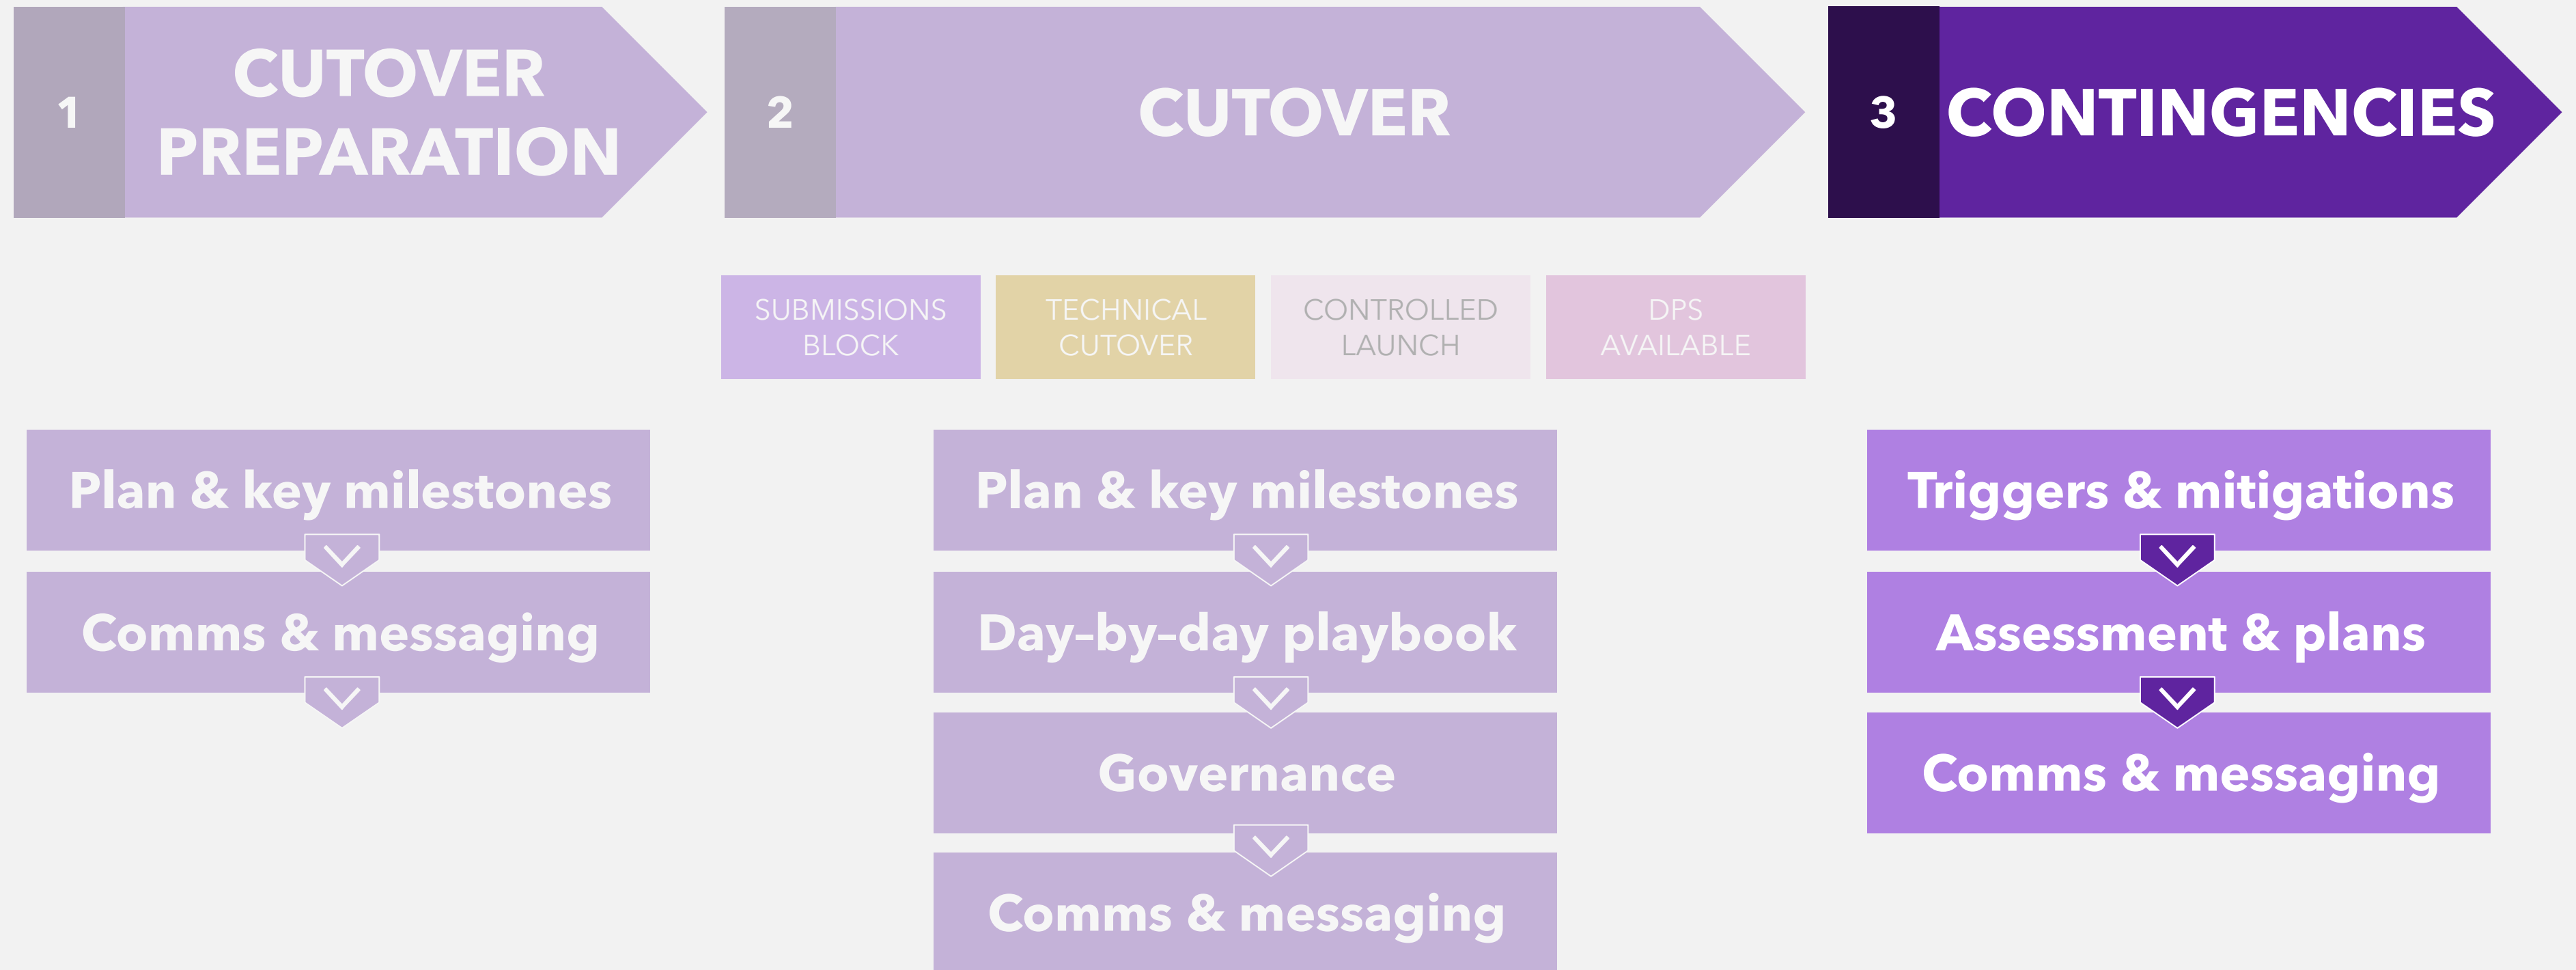 1
CUTOVER
PREPARATION
2
CUTOVER
3
CONTINGENCIES
SUBMISSIONS
BLOCK
TECHNICAL
CUTOVER
CONTROLLED
LAUNCH
DPS
AVAILABLE
Plan & key milestones
Comms & messaging
Plan & key milestones
Day-by-day playbook
Governance
Comms & messaging
Triggers & mitigations
Assessment & plans
Comms & messaging